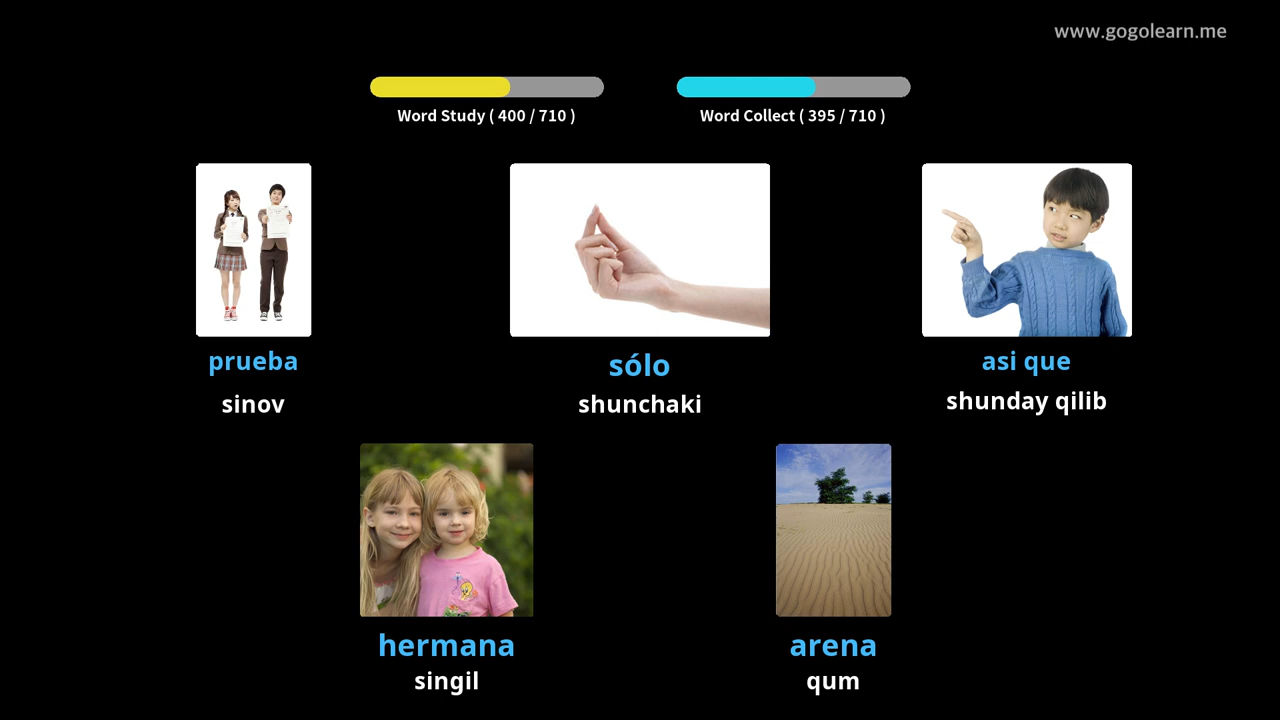 www.gogolearn.me
Word Study ( 400 / 710 )
Word Collect ( 395 / 710 )
prueba
sinov
sólo
shunchaki
asi que
shunday qilib
hermana
singil
arena
qum